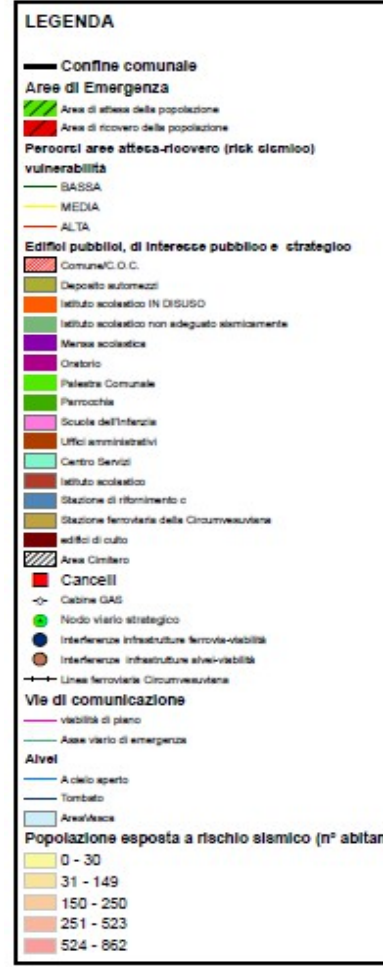 LEGENDA
Confine comunale
Aree di Emergenza
Area di attesa della popolazione
Area di ricovero della popolazione
Percorsi aree attesa-ricovero (risk sismico)
vulnerabilità
BASSA
MEDIA
ALTA
Edifici pubblici, di interesse pubblico e strategico
Comune/C.O.C.
Deposito automezzi
Istituto scolastico IN DISUSO
Istituto scolastico non adeguato sismicamente
Mensa scolastica
Oratorio
Palestra Comunale
Parrocchia
Scuola dell'Infanzia
Uffici amministrativi
Centro Servizi
Istituto scolastico
Stazione di rifornimento c
Stazione ferroviaria della Circumvesuviana
edifici di culto
Area Cimitero
Cancelli
Cabine GAS
Nodo viario strategico
Interferenze infrastrutture ferrovia-viabilità
Interferenze infrastrutture alvei-viabilità
Linea ferroviaria Circumvesuviana
Vie di comunicazione
viabilità di piano
Asse viario di emergenza
Alvei
A cielo aperto
Tombato
AreaVasca
Popolazione esposta a rischio sismico (n° abitan
0 - 30
31 - 149
150 - 250
251 - 523
524 - 862